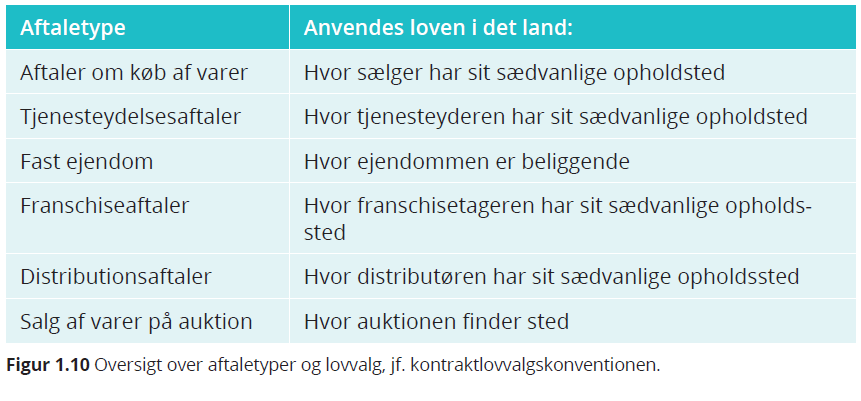 Aftaletype Anvendes loven i det land:
Aftaler om køb af varer Hvor sælger har sit sædvanlige opholdsted
Tjenesteydelsesaftaler Hvor tjenesteyderen har sit sædvanlige opholdsted
Fast ejendom Hvor ejendommen er beliggende
Franschiseaftaler Hvor franschisetageren har sit sædvanlige opholds-
sted
Distributionsaftaler Hvor distributøren har sit sædvanlige opholdssted
Salg af varer på auktion Hvor auktionen finder sted
Figur 1.10 Oversigt over aftaletyper og lovvalg, jf. kontraktlovvalgskonventionen.